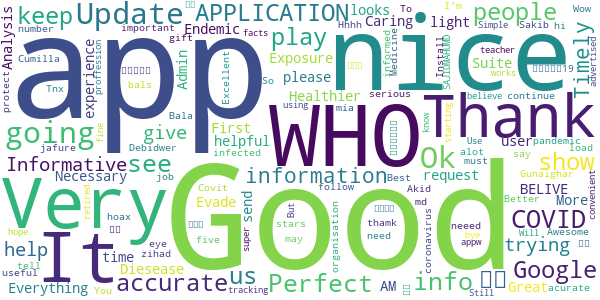 keep Update APPLICATION looks Caring light people Hhhh To number important Simple Sakib hi Wow
Analysis protect Cumilla Endemic gift facts Medicine informed I'm Install SAIFMAHMUD teacher works advertised Timely
app nice
experience proffession Tnx bals Admin Excellent play Exposure please Healthier serious Suite believe continue
going fine jafure Debidwer Bala give First So WHO using mia Thank know user pandemic load
Informative see helpful infected Ok starting Use alot must say show
Necessary job information request Best Gunaighar
Very Good
Covit Evade send follow Akid md BELIVE More convenient
It retired hoax five organisation But stars may thamk need neeed coronavirus COVID Better
help time Diesease eye zihad us trying Will Awesome
accurate super Perfect AM info appw bye Google
hope tell useful Everything You tracking Still Great acurate